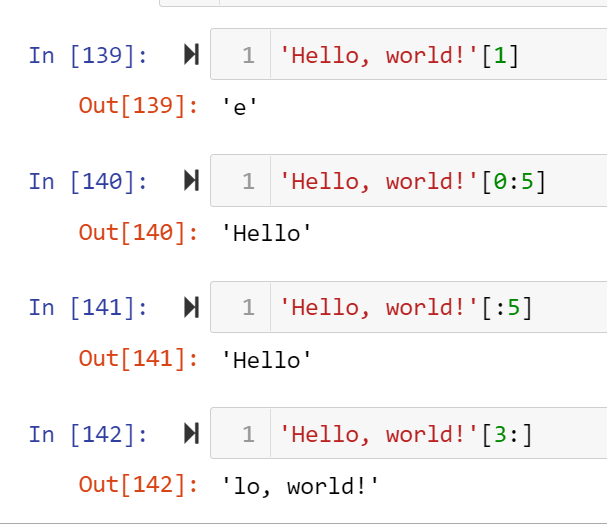 In [139]: 1 'Hello, world!'[1]
Out[139]: 'e'
In [140]: 1 'Hello, world!'[0:5]
Out[140]: 'Hello'
In [141]: 1 'Hello, world!'[:5]
Out[141]: 'Hello'
In [142]: 1 'Hello, world!'[3:]
Out[142]: 'lo, world!'